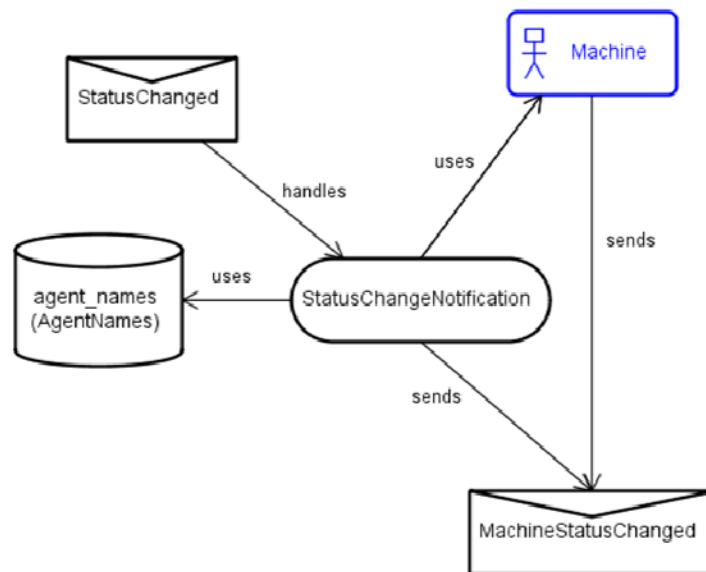 Machine
StatusChanged
uses
handles
sends
uses
agent_names
(AgentNames)
StatusChangeNotification
sends
MachineStatusChanged